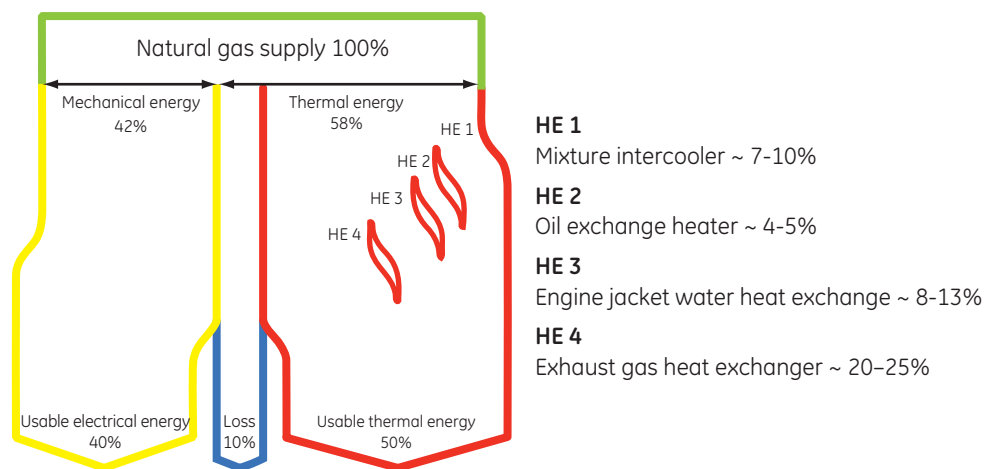 Natural gas supply 100%
Mechanical energy
42%
Thermal energy
58%
HE 1
HE 2
HE 3
HE 4
Usable electrical energy
40%
Loss
10%
Usable thermal energy
50%
HE 1
Mixture intercooler ~ 7-10%
HE 2
Oil exchange heater ~ 4-5%
HE 3
Engine jacket water heat exchange ~ 8-13%
HE 4
Exhaust gas heat exchanger ~ 20–25%